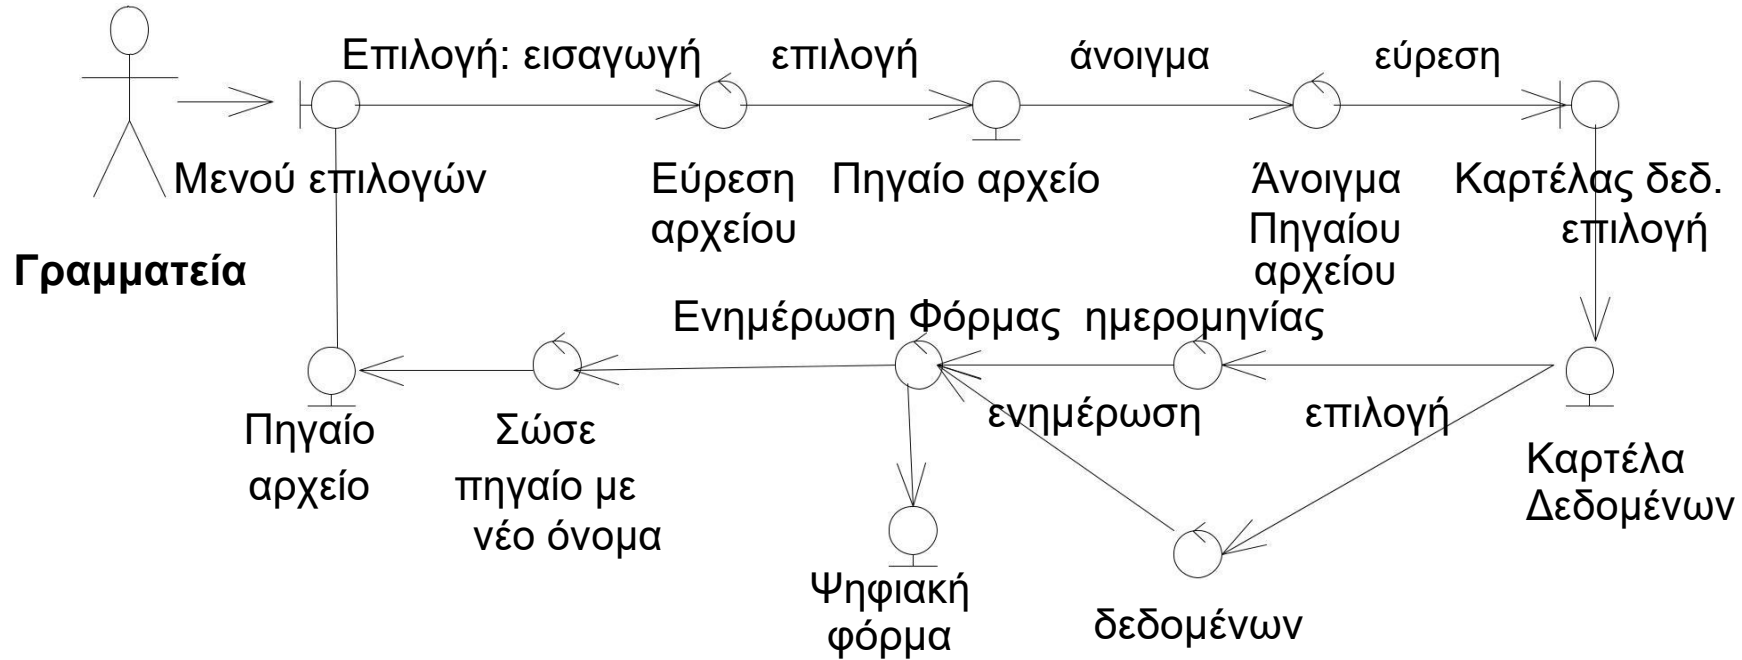 Επιλογή: εισαγωγή επιλογή άνοιγμα εύρεση
Μενού επιλογών Εύρεση Πηγαίο αρχείο Άνοιγμα Καρτέλας δεδ.
αρχείου Πηγαίου επιλογή
Γραμματεία αρχείου
Ενημέρωση Φόρμας ημερομηνίας
ενημέρωση επιλογή
Πηγαίο Σώσε Καρτέλα
αρχείο πηγαίο με Δεδομένων
νέο όνομα
Ψηφιακή
φόρμα δεδομένων